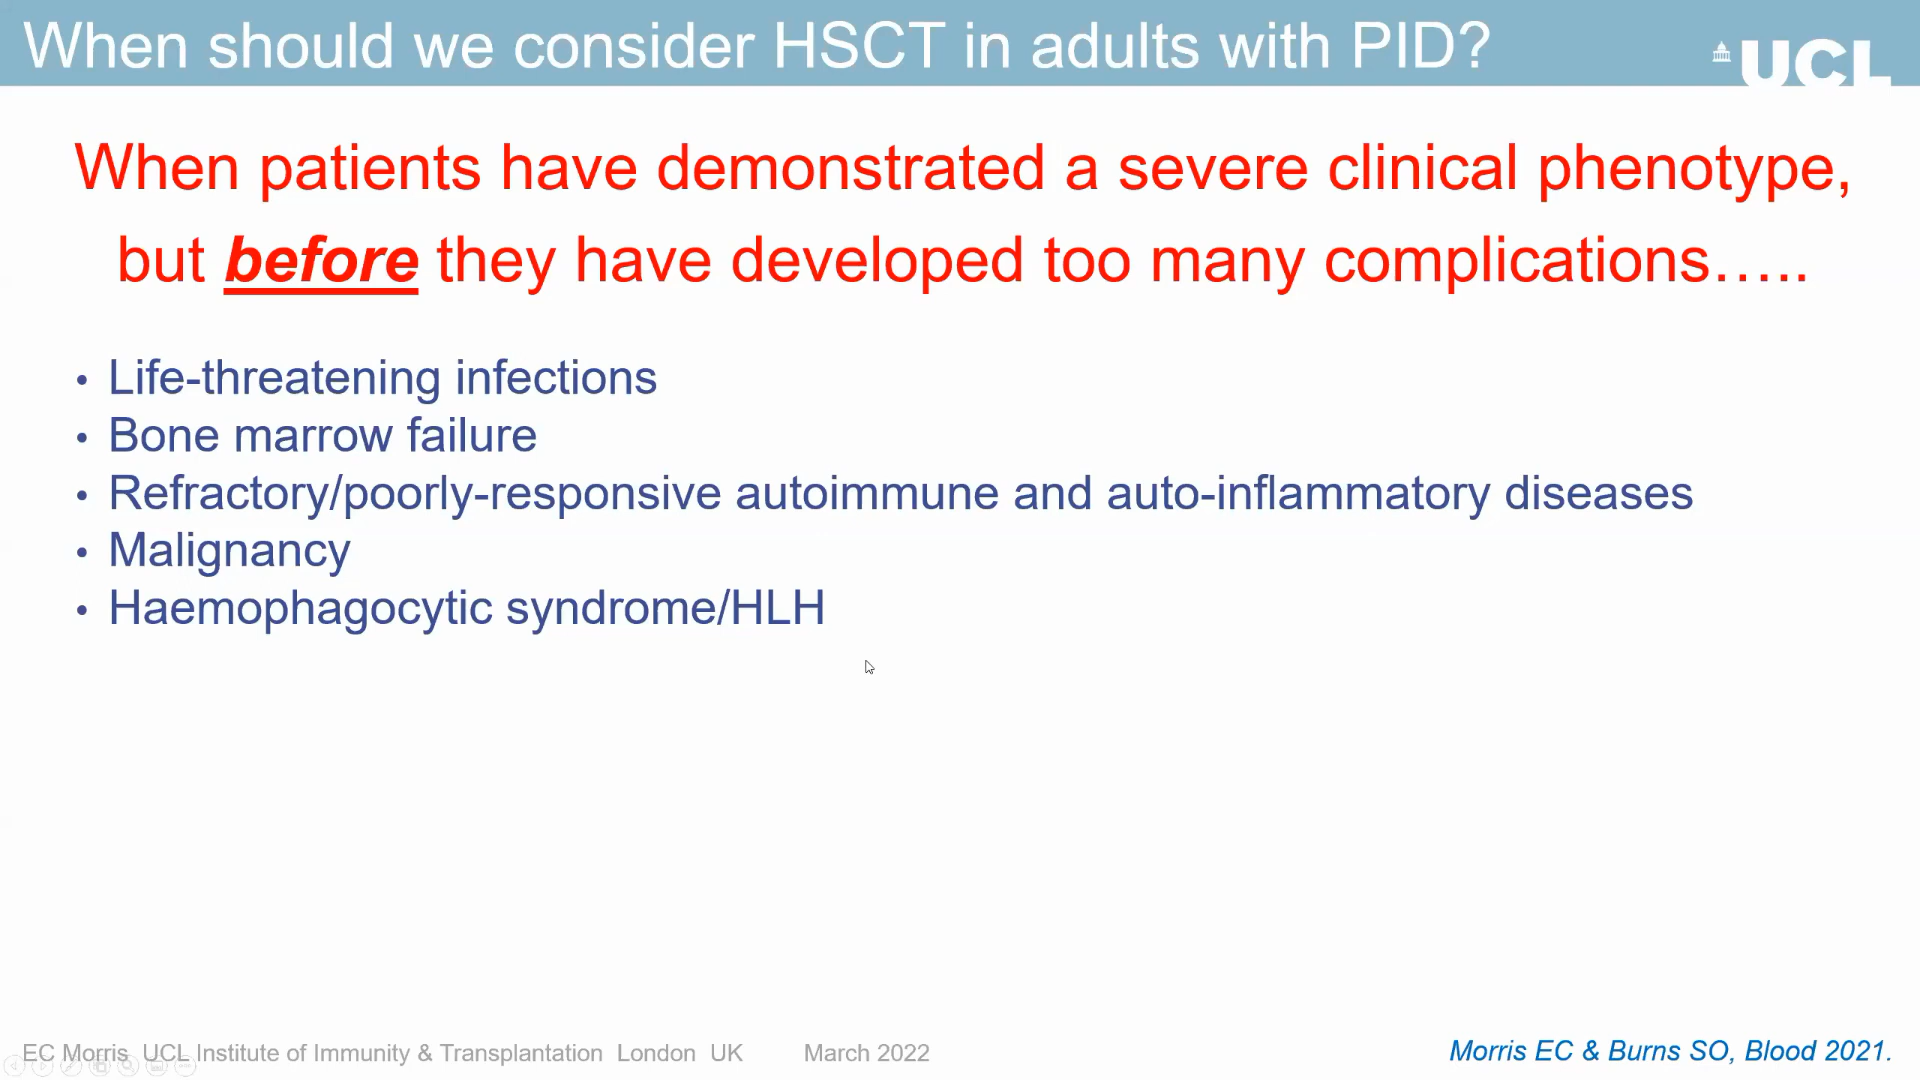 When should we consider HSCT in adults with PID?
UCL
When patients have demonstrated a severe clinical phenotype,
but before they have developed too many complications.....
• Life-threatening infections
• Bone marrow failure
• Refractory/poorly-responsive autoimmune and auto-inflammatory diseases
• Malignancy
• Haemophagocytic syndrome/HLH
EC Morris UCL Institute of Immunity & Transplantation London UK March 2022
Morris EC & Burns SO, Blood 2021.